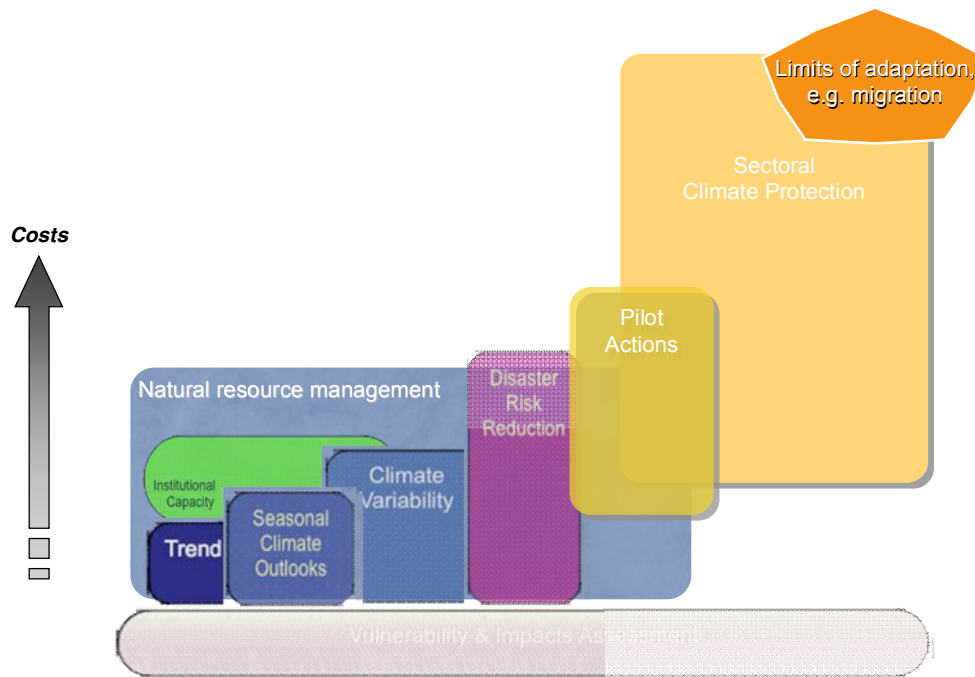 Limits of adaptation,
e.g. migration
Sectoral
Climate Protection
Costs
Pilot
Actions
Natural resource management
Disaster
Risk
Reduction
Institutional
Capacity
Climate
Variability
Trend
Seasonal
Climate
Outlooks
Vulnerability & Impacts Assessment